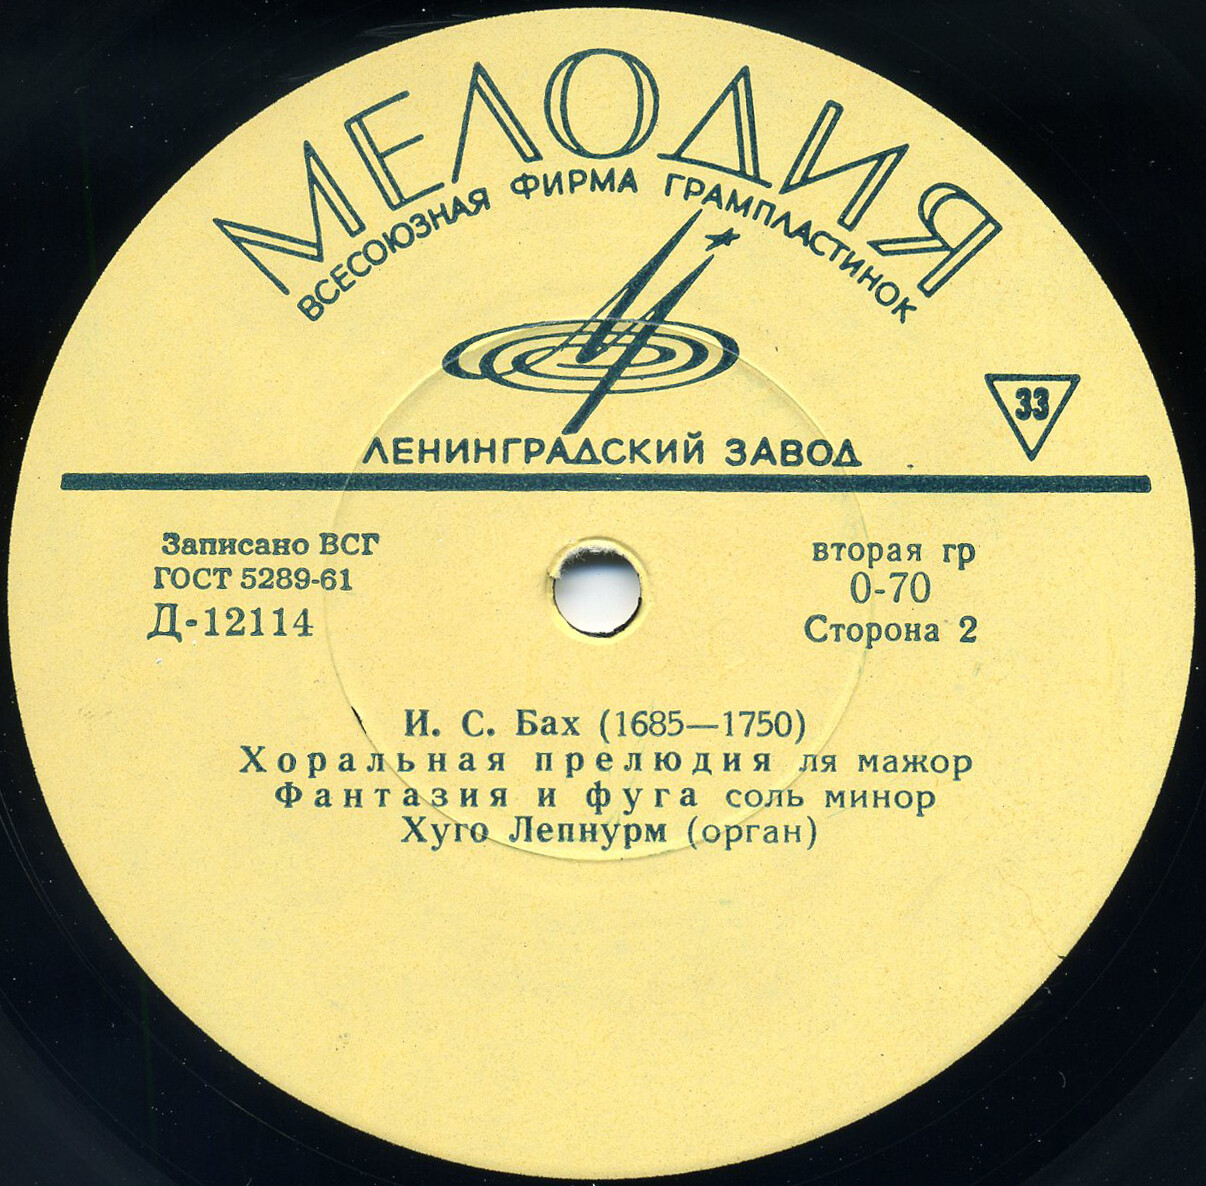 МЕЛОДИЯ
ВСЕСОЮЗНАЯ ФИРМА ГРАМПЛАСТИНОК
33
ЛЕНИНГРАДСКИЙ ЗАВОД
Записано ВСГ
ГОСТ 5289-61
Д-12114
вторая гр
0-70
Сторона 2
И. С. Бах (1685—1750)
Хоральная прелюдия ля мажор
Фантазия и фуга соль минор
Хуго Лепнурм (орган)